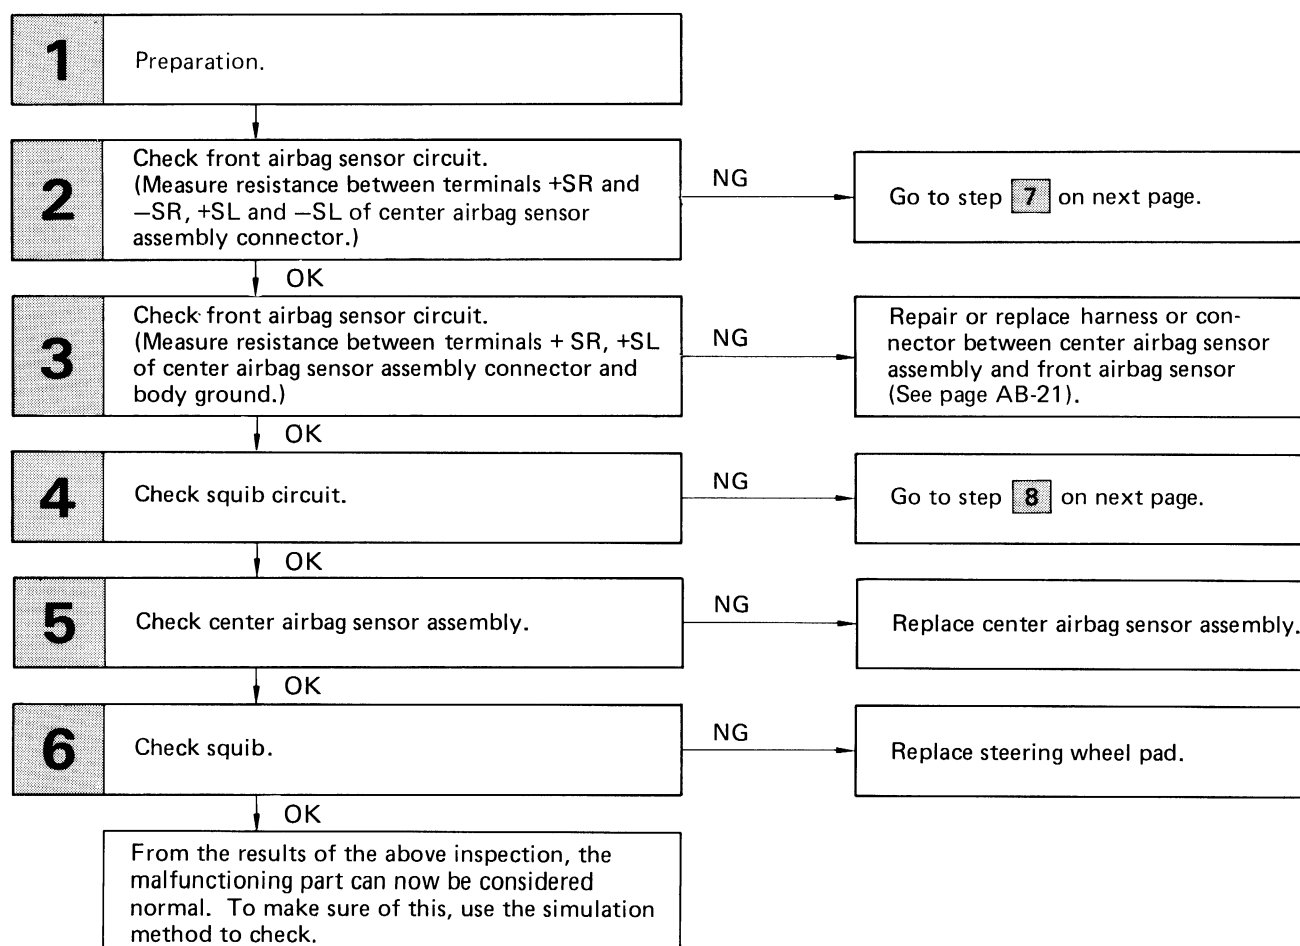 1
Preparation.
2
Check front airbag sensor circuit.
(Measure resistance between terminals +SR and
—SR, +SL and —SL of center airbag sensor
assembly connector.)
NG
Go to step 7 on next page.
OK
3
Check front airbag sensor circuit.
(Measure resistance between terminals + SR, +SL
of center airbag sensor assembly connector and
body ground.)
NG
Repair or replace harness or con-
nector between center airbag sensor
assembly and front airbag sensor
(See page AB-21).
OK
4
Check squib circuit.
NG
Go to step 8 on next page.
OK
5
Check center airbag sensor assembly.
NG
Replace center airbag sensor assembly.
OK
6
Check squib.
NG
Replace steering wheel pad.
OK
From the results of the above inspection, the
malfunctioning part can now be considered
normal. To make sure of this, use the simulation
method to check.